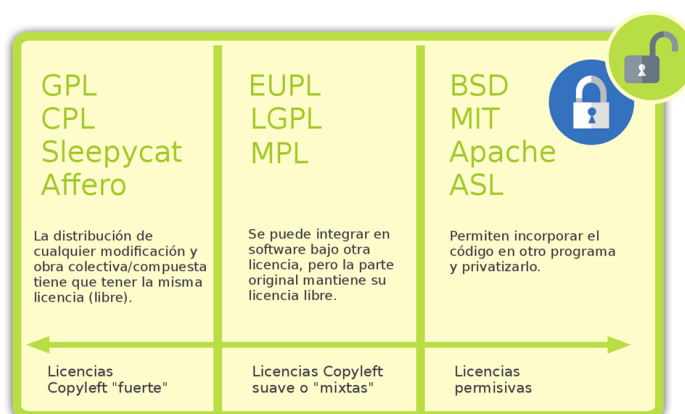 GPL
CPL
Sleepycat
Affero
La distribución de
cualquier modificación y
obra colectiva/compuesta
tiene que tener la misma
licencia (libre).
Licencias
Copyleft "fuerte"
EUPL
LGPL
MPL
Se puede integrar en
software bajo otra
licencia, pero la parte
original mantiene su
licencia libre.
Licencias Copyleft
suave o "mixtas"
BSD
MIT
Apache
ASL
Permiten incorporar el
código en otro programa
y privatizarlo.
Licencias
permisivas